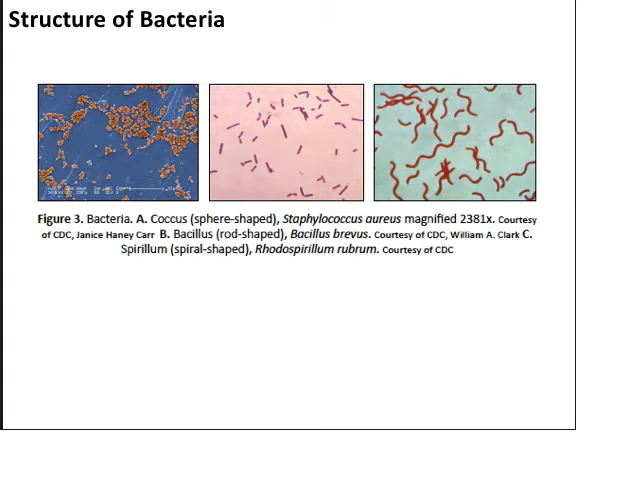 Structure of Bacteria
Figure 3. Bacteria. A. Coccus (sphere-shaped), Staphylococcus aureus magnified 2381x. Courtesy
of CDC, Janice Haney Carr B. Bacillus (rod-shaped), Bacillus brevus. Courtesy of CDC, William A. Clark C.
Spirillum (spiral-shaped), Rhodospirillum rubrum. Courtesy of CDC